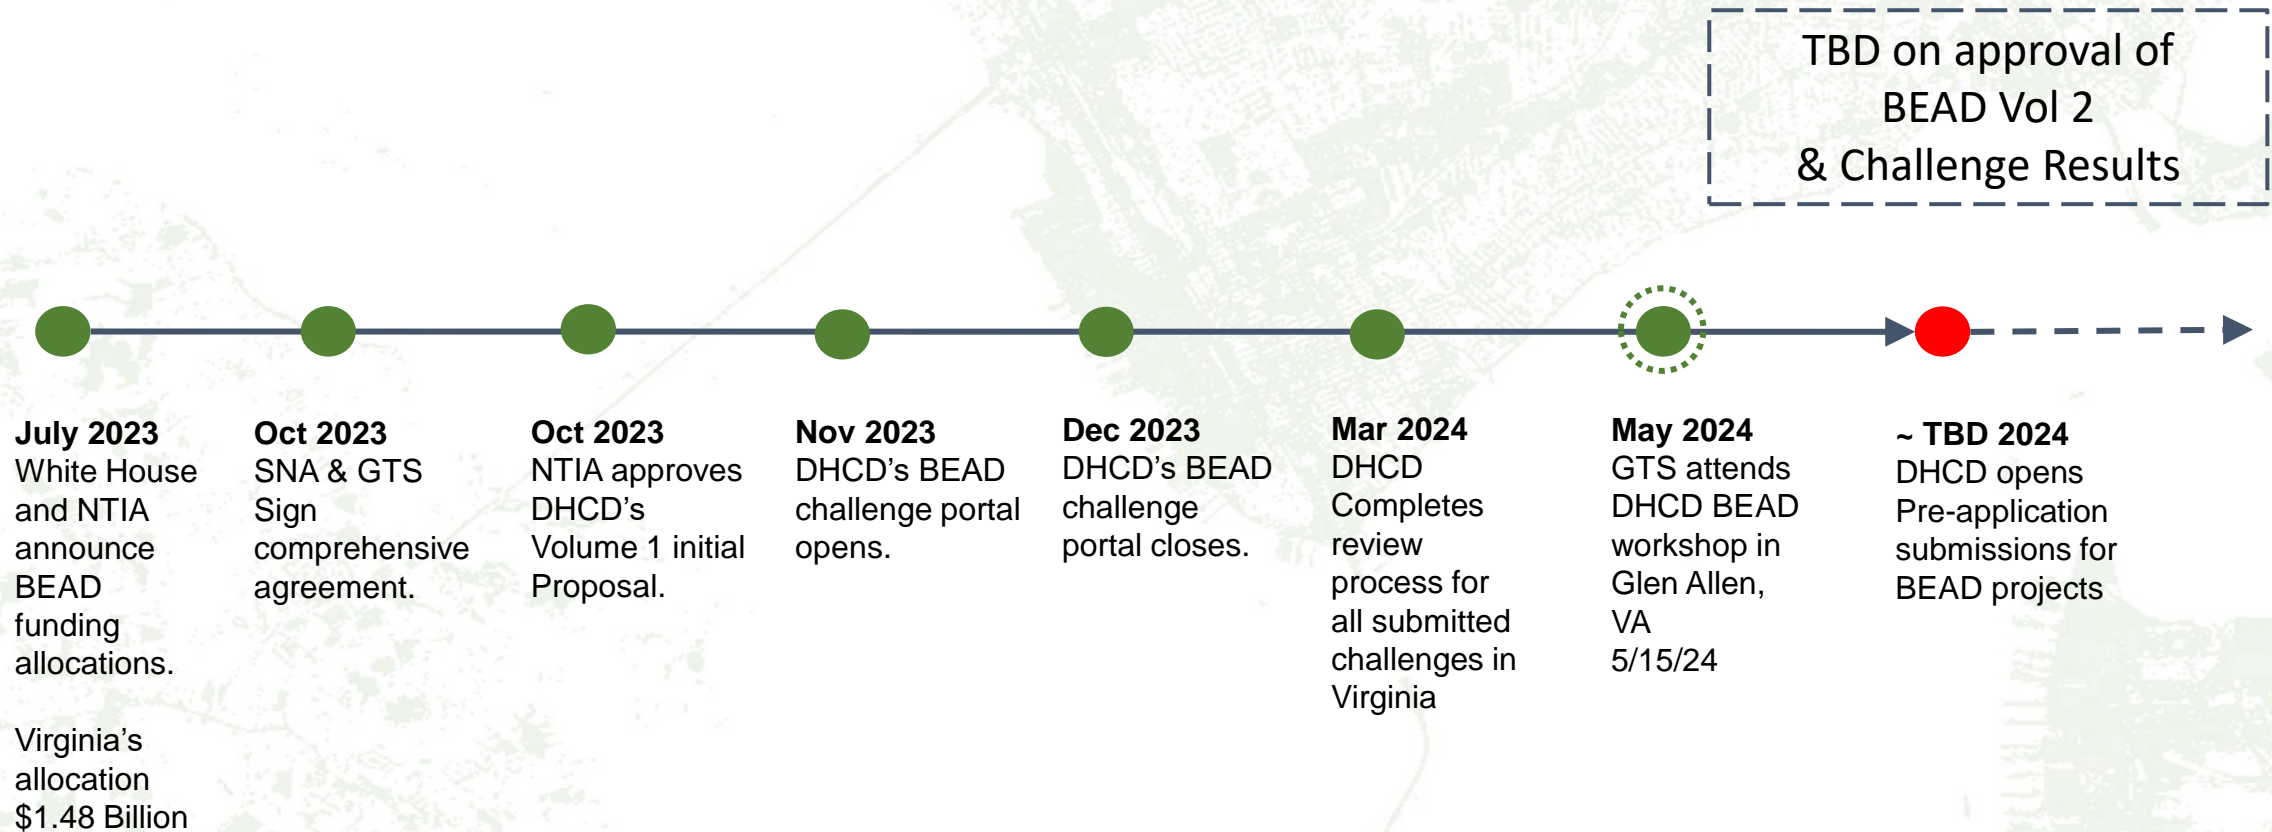 TBD on approval of
BEAD Vol 2
& Challenge Results
July 2023
White House
and NTIA
announce
BEAD
funding
allocations.
Virginia’s
allocation
$1.48 Billion
Oct 2023
SNA & GTS
Sign
comprehensive
agreement.
Oct 2023
NTIA approves
DHCD’s
Volume 1 initial
Proposal.
Nov 2023
DHCD’s BEAD
challenge portal
opens.
Dec 2023
DHCD’s BEAD
challenge
portal closes.
Mar 2024
DHCD
Completes
review
process for
all submitted
challenges in
Virginia
May 2024
GTS attends
DHCD BEAD
workshop in
Glen Allen,
VA
5/15/24
~ TBD 2024
DHCD opens
Pre-application
submissions for
BEAD projects